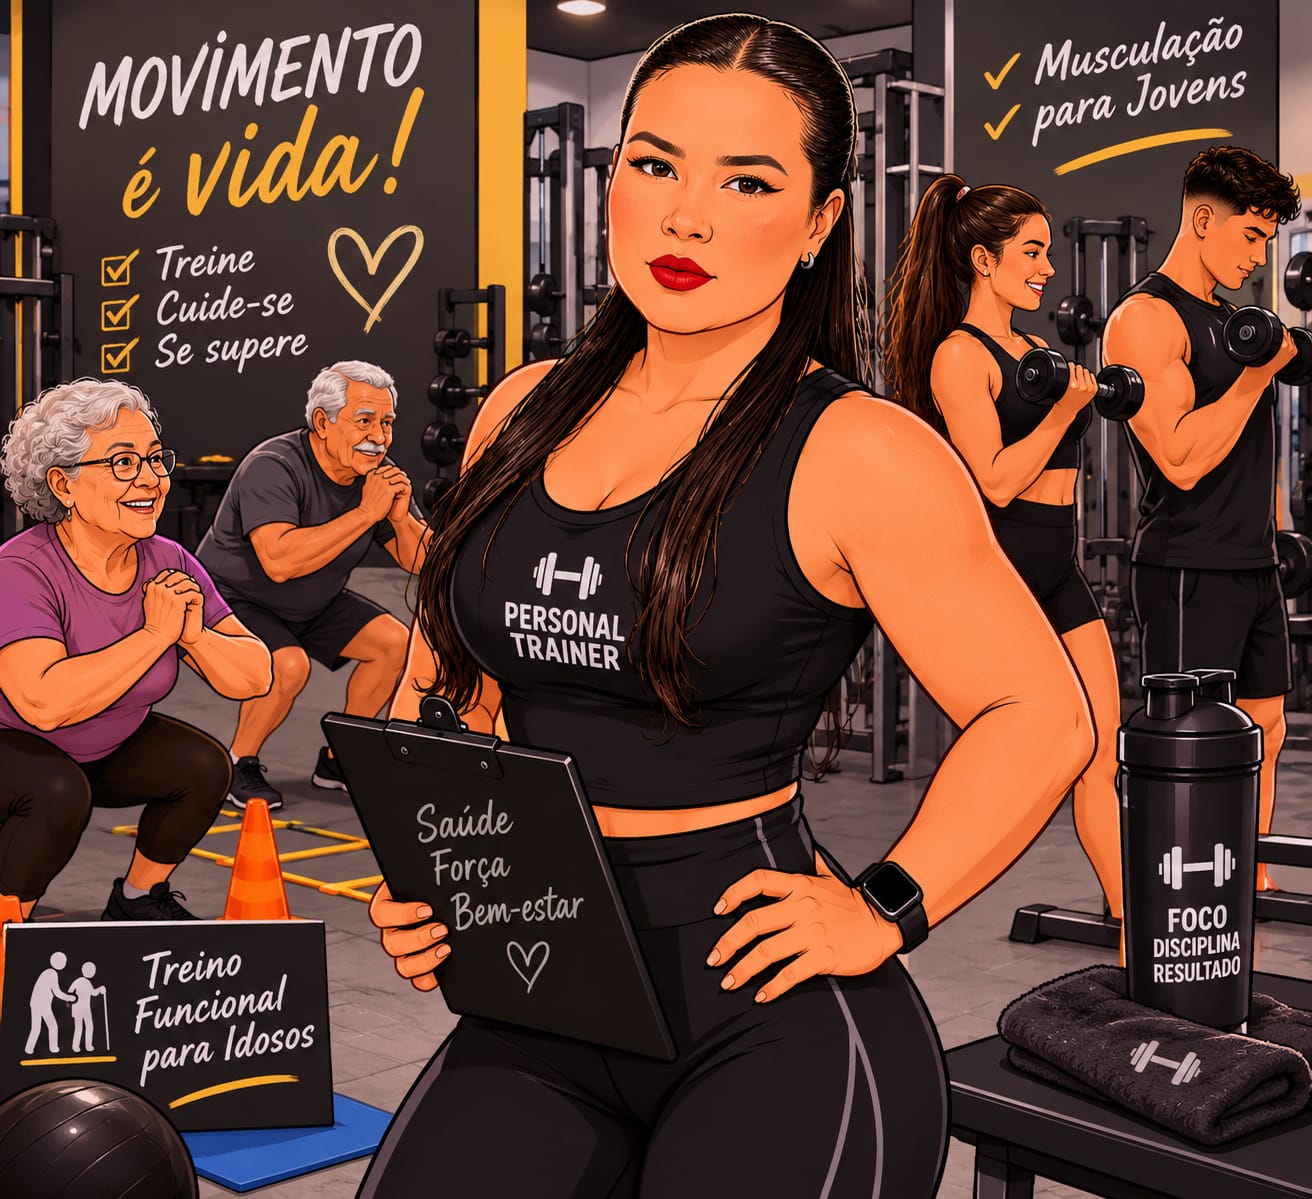 MOVIMENTO
é vida!
Treine
Cuide-se
Se supere
Musculação
para Jovens
PERSONAL
TRAINER
Saúde
Força
Bem-estar
Treino
Funcional
para Idosos
FOCO
DISCIPLINA
RESULTADO